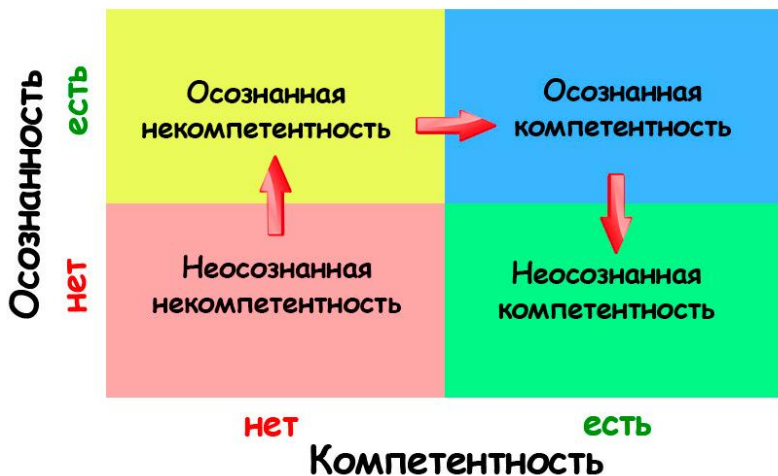 Осознанность
есть
нет
Осознанная
некомпетентность
Осознанная
компетентность
Неосознанная
некомпетентность
Неосознанная
компетентность
нет
есть
Компетентность